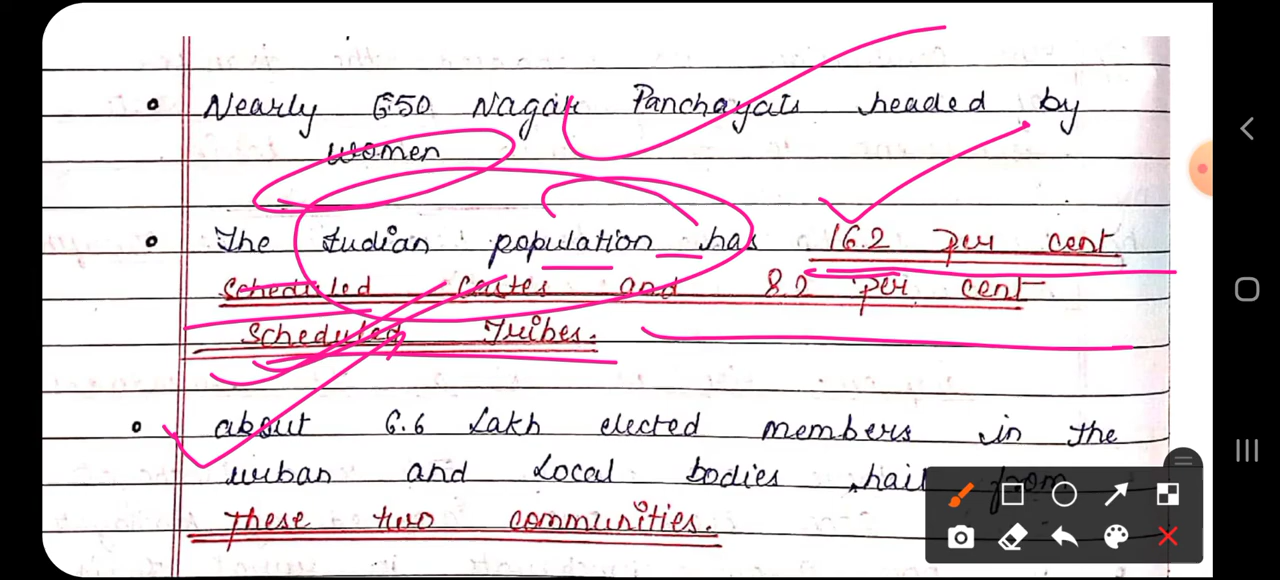 • Nearly 650 Nagar Panchayats headed by
women
• The Indian population has 16.2 per cent
scheduled castes and 8.2 per cent
scheduled Tribes.
• about 6.6 Lakh elected members in the
urban and Local bodies hail from
These two communities.